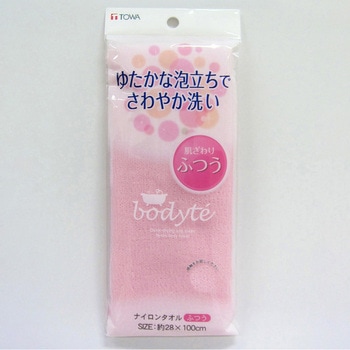 TOWA
ゆたかな泡立ちで
さわやか洗い
肌ざわり
ふつう
bodyté
ナイロンタオル ふつう
SIZE: 約28×100cm